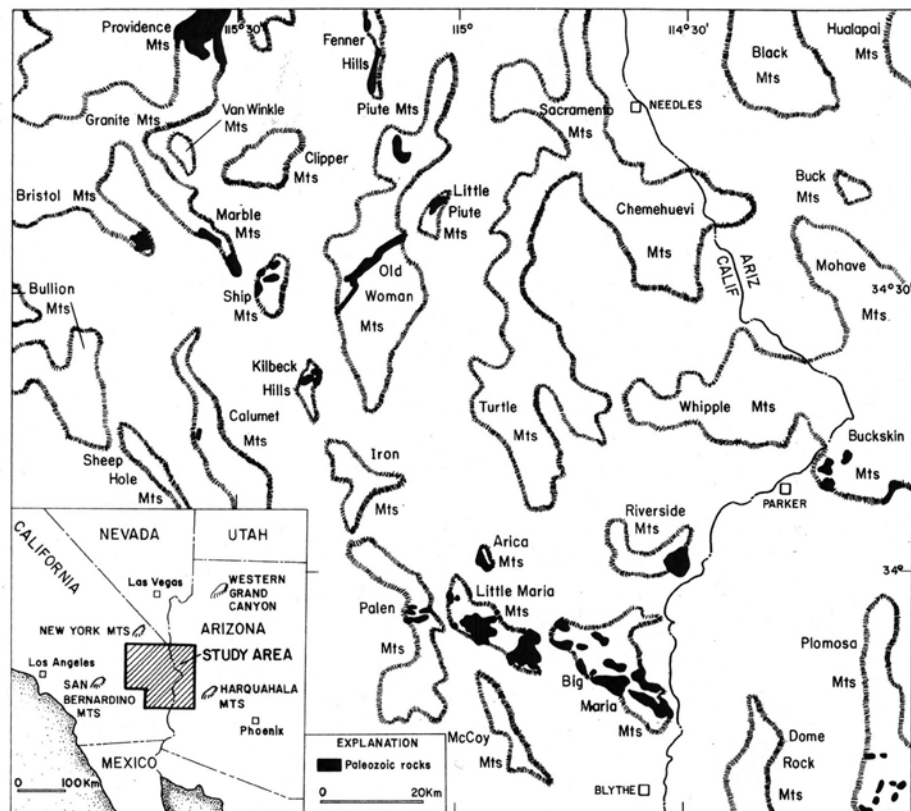 115° 30'
115°
114° 30'
Providence
Mts
Fenner
Hills
Black
Mts
Hualapai
Mts
Granite Mts
Van Winkle
Mts
Piute Mts
Sacramento
Mts
NEEDLES
Clipper
Mts
Bristol Mts
Marble
Mts
Little
Piute
Mts
Chemehuevi
Mts
Buck
Mts
ARIZ
CALIF
Mohave
Mts
34° 30'
Bullion
Mts
Ship
Mts
Old
Woman
Mts
Kilbeck
Hills
Calumet
Mts
Turtle
Mts
Whipple Mts
Buckskin
Mts
Sheep
Hole
Mts
Iron
Mts
PARKER
Riverside
Mts
Arica
Mts
34°
Little Maria
Mts
Palen
Mts
Big
Maria
Mts
Plomosa
Mts
McCoy
Mts
Dome
Rock
Mts
BLYTHE
NEVADA
UTAH
CALIFORNIA
Las Vegas
WESTERN
GRAND
CANYON
NEW YORK MTS
ARIZONA
STUDY AREA
Los Angeles
SAN
BERNARDINO
MTS
HARQUAHALA
MTS
Phoenix
MEXICO
0 100Km
EXPLANATION
Paleozoic rocks
0 20Km